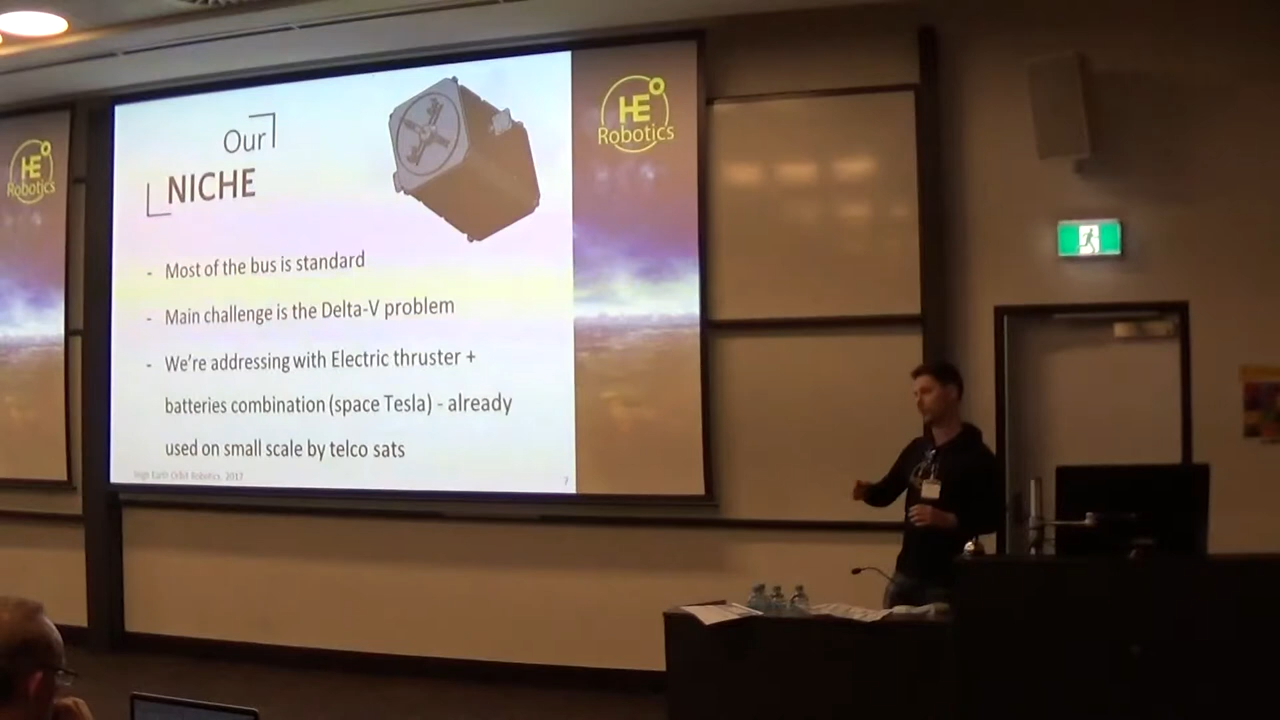 Our
NICHE
- Most of the bus is standard
- Main challenge is the Delta-V problem
- We're addressing with Electric thruster +
batteries combination (space Tesla) - already
used on small scale by telco sats
High Earth Orbit Robotics, 2017
7
HEO
Robotics
HEO
Robotics